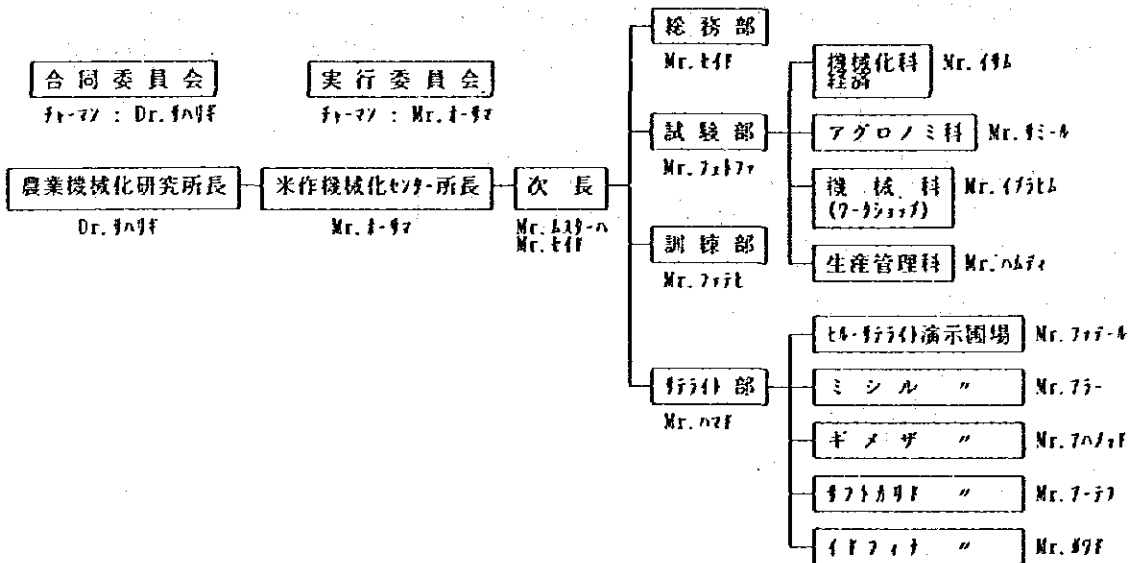 総務部
Mr. セイド
合同委員会
チャーマン : Dr. サハリギ
実行委員会
チャーマン : Mr. オーサマ
機械化科
経済
Mr. イサム
試験部
Mr. フェトファ
アグロノミ科 Mr. サミール
農業機械化研究所長
Dr. サハリギ
米作機械化センター所長
Mr. オーサマ
次長
Mr. ムスターハ
Mr. セイド
機械科
(ワークショップ)
Mr. イブラヒム
訓練部
Mr. ファテヒ
生産管理科 Mr. ハムディ
ヒル・サテライト演示圃場 Mr. ファデール
サテライト部
Mr. ハマド
ミシル 〃 Mr. アラー
ギメザ 〃 Mr. アハメッド
〃 Mr. アーテフ
イドフィナ 〃 Mr.